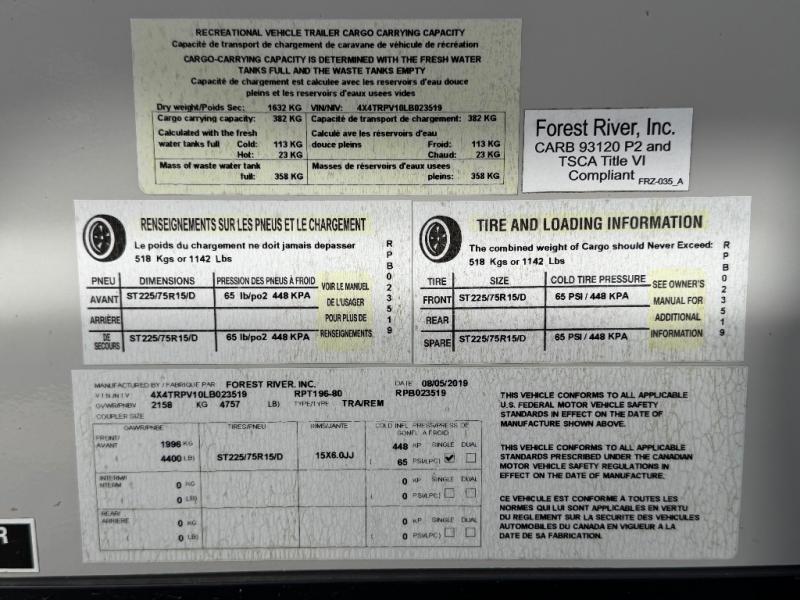 RECREATIONAL VEHICLE TRAILER CARGO CARRYING CAPACITY
Capacité de transport de chargement de caravane de véhicule de récréation
CARGO-CARRYING CAPACITY IS DETERMINED WITH THE FRESH WATER
TANKS FULL AND THE WASTE TANKS EMPTY
Capacité de chargement est calculee avec les reservoirs d'eau douce
pleins et les reservoirs d'eaux usees vides
Dry weight/Poids Sec: 1632 KG VIN/NIV: 4X4TRPV10LB023519
Cargo carrying capacity: 382 KG Capacité de transport de chargement: 382 KG
Calculated with the fresh Calculé ave les réservoirs d'eau
water tanks full Cold: 113 KG douce pleins Froid: 113 KG
Hot: 23 KG Chaud: 23 KG
Mass of waste water tank Masses de réservoirs d'eaux usees
full: 358 KG pleins: 358 KG
Forest River, Inc.
CARB 93120 P2 and
TSCA Title VI
Compliant FRZ-035_A
RENSEIGNEMENTS SUR LES PNEUS ET LE CHARGEMENT
Le poids du chargement ne doit jamais depasser
518 Kgs or 1142 Lbs
PNEU DIMENSIONS PRESSION DES PNEUS À FROID
AVANT ST225/75R15/D 65 lb/po2 448 KPA
ARRIÈRE
DE SECOURS ST225/75R15/D 65 lb/po2 448 KPA
VOIR LE MANUEL
DE L'USAGER
POUR PLUS DE
RENSEIGNEMENTS
RPB023519
TIRE AND LOADING INFORMATION
The combined weight of Cargo should Never Exceed:
518 Kgs or 1142 Lbs
TIRE SIZE COLD TIRE PRESSURE
FRONT ST225/75R15/D 65 PSI / 448 KPA
REAR
SPARE ST225/75R15/D 65 PSI / 448 KPA
SEE OWNER'S
MANUAL FOR
ADDITIONAL
INFORMATION
RPB023519
MANUFACTURED BY / FABRIQUE PAR FOREST RIVER, INC. DATE 08/05/2019
V.I.N./N.I.V 4X4TRPV10LB023519 RPT196-80 RPB023519
GVWR/PNBV 2158 KG 4757 LB) TYPE/TYPE TRA/REM
COUPLER SIZE
GAWR/PNBE TIRES/PNEU RIMS/JANTE COLD INFL. PRESS/PRESS. DE
GONFL. A FROID
FRONT/
AVANT 1996 KG ST225/75R15/D 15X6.0JJ 448 KP SINGLE DUAL
4400 LB) 65 PSI/LPC)
INTERM/
INTERM 0 KG 0 KP SINGLE DUAL
0 LB) 0 PSI/LPC)
REAR/
ARRIERE 0 KG 0 KP SINGLE DUAL
0 LB) 0 PSI/LPC)
THIS VEHICLE CONFORMS TO ALL APPLICABLE
U.S. FEDERAL MOTOR VEHICLE SAFETY
STANDARDS IN EFFECT ON THE DATE OF
MANUFACTURE SHOWN ABOVE.
THIS VEHICLE CONFORMS TO ALL APPLICABLE
STANDARDS PRESCRIBED UNDER THE CANADIAN
MOTOR VEHICLE SAFETY REGULATIONS IN
EFFECT ON THE DATE OF MANUFACTURE.
CE VEHICULE EST CONFORME A TOUTES LES
NORMES QUI LUI SONT APPLICABLES EN VERTU
DU REGLEMENT SUR LA SECURITE DES VEHICULES
AUTOMOBILES DU CANADA EN VIGUEUR A LA
DATE DE SA FABRICATION.
R